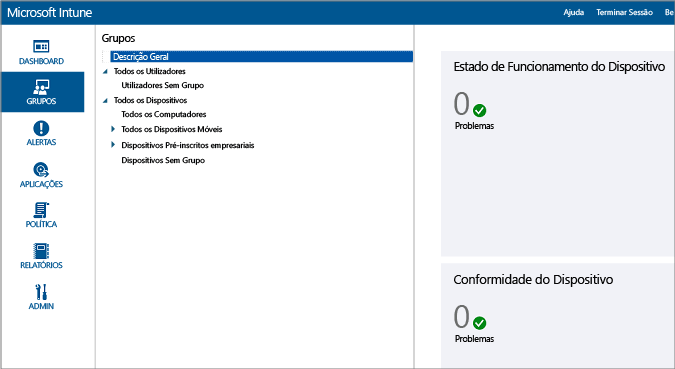 Microsoft Intune
Ajuda
Terminar Sessão
Be
DASHBOARD
GRUPOS
ALERTAS
APLICAÇÕES
POLÍTICA
RELATÓRIOS
ADMIN
Grupos
Descrição Geral
Todos os Utilizadores
Utilizadores Sem Grupo
Todos os Dispositivos
Todos os Computadores
Todos os Dispositivos Móveis
Dispositivos Pré-inscritos empresariais
Dispositivos Sem Grupo
Estado de Funcionamento do Dispositivo
0
Problemas
Conformidade do Dispositivo
0
Problemas